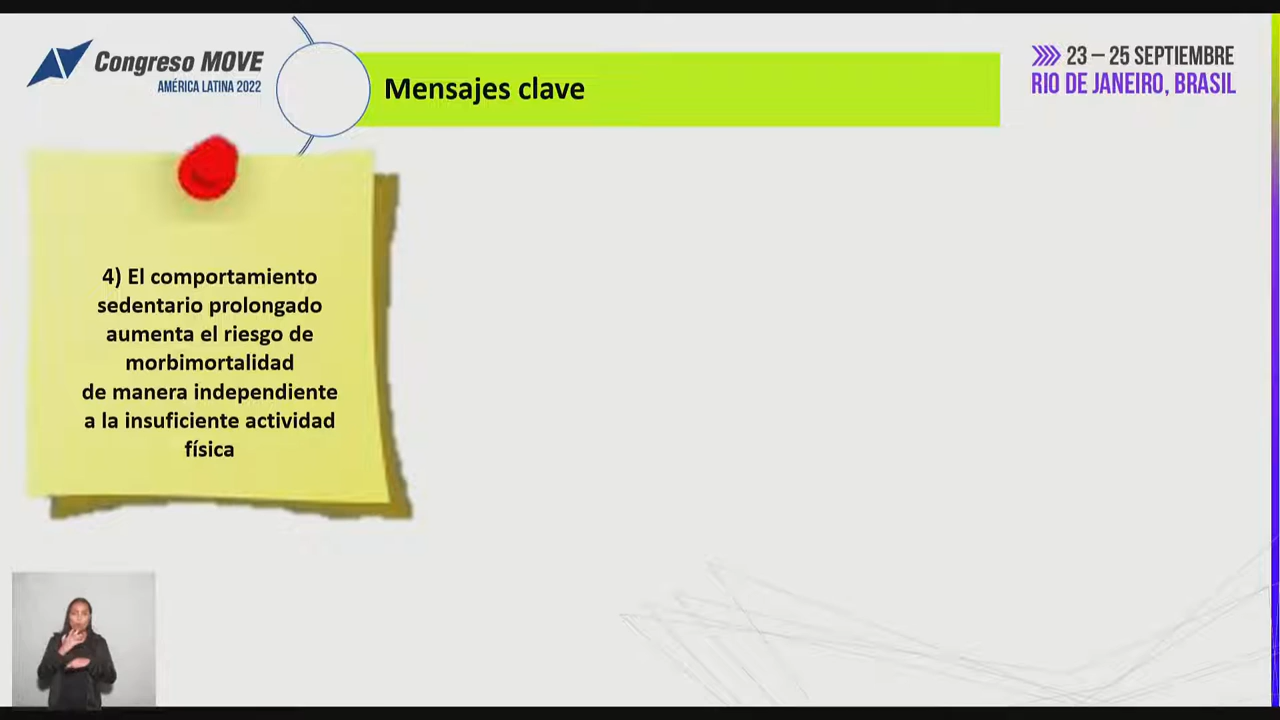 Congreso MOVE
AMÉRICA LATINA 2022
Mensajes clave
23 – 25 SEPTIEMBRE
RIO DE JANEIRO, BRASIL
4) El comportamiento
sedentario prolongado
aumenta el riesgo de
morbimortalidad
de manera independiente
a la insuficiente actividad
física